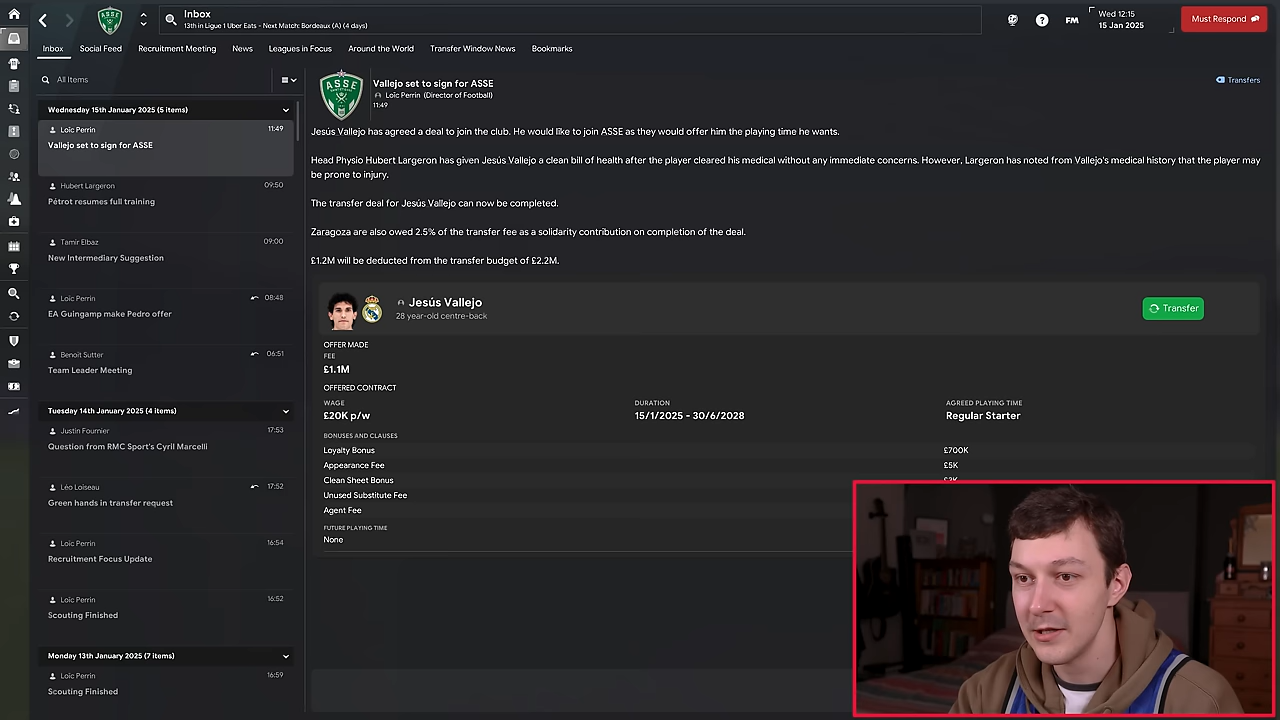 Inbox
13th in Ligue 1 Uber Eats - Next Match: Bordeaux (A) (4 days)
FM
Wed 12:15
15 Jan 2025
Must Respond
Inbox
Social Feed
Recruitment Meeting
News
Leagues in Focus
Around the World
Transfer Window News
Bookmarks
All Items
Wednesday 15th January 2025 (5 items)
Loïc Perrin
11:49
Vallejo set to sign for ASSE
Hubert Largeron
09:50
Pétrot resumes full training
Tamir Elbaz
09:00
New Intermediary Suggestion
Loïc Perrin
08:48
EA Guingamp make Pedro offer
Benoit Sutter
06:51
Team Leader Meeting
Tuesday 14th January 2025 (4 items)
Justin Fournier
17:53
Question from RMC Sport's Cyril Marcelli
Léo Loiseau
17:52
Green hands in transfer request
Loïc Perrin
16:54
Recruitment Focus Update
Loïc Perrin
16:52
Scouting Finished
Monday 13th January 2025 (7 items)
Loïc Perrin
16:59
Scouting Finished
ASSE
Vallejo set to sign for ASSE
Loïc Perrin (Director of Football)
11:49
Transfers
Jesús Vallejo has agreed a deal to join the club. He would like to join ASSE as they would offer him the playing time he wants.
Head Physio Hubert Largeron has given Jesús Vallejo a clean bill of health after the player cleared his medical without any immediate concerns. However, Largeron has noted from Vallejo's medical history that the player may
be prone to injury.
The transfer deal for Jesús Vallejo can now be completed.
Zaragoza are also owed 2.5% of the transfer fee as a solidarity contribution on completion of the deal.
£1.2M will be deducted from the transfer budget of £2.2M.
Jesús Vallejo
28 year-old centre-back
Transfer
OFFER MADE
FEE
£1.1M
OFFERED CONTRACT
WAGE
DURATION
AGREED PLAYING TIME
£20K p/w
15/1/2025 - 30/6/2028
Regular Starter
BONUSES AND CLAUSES
Loyalty Bonus
£700K
Appearance Fee
£5K
Clean Sheet Bonus
Unused Substitute Fee
Agent Fee
FUTURE PLAYING TIME
None